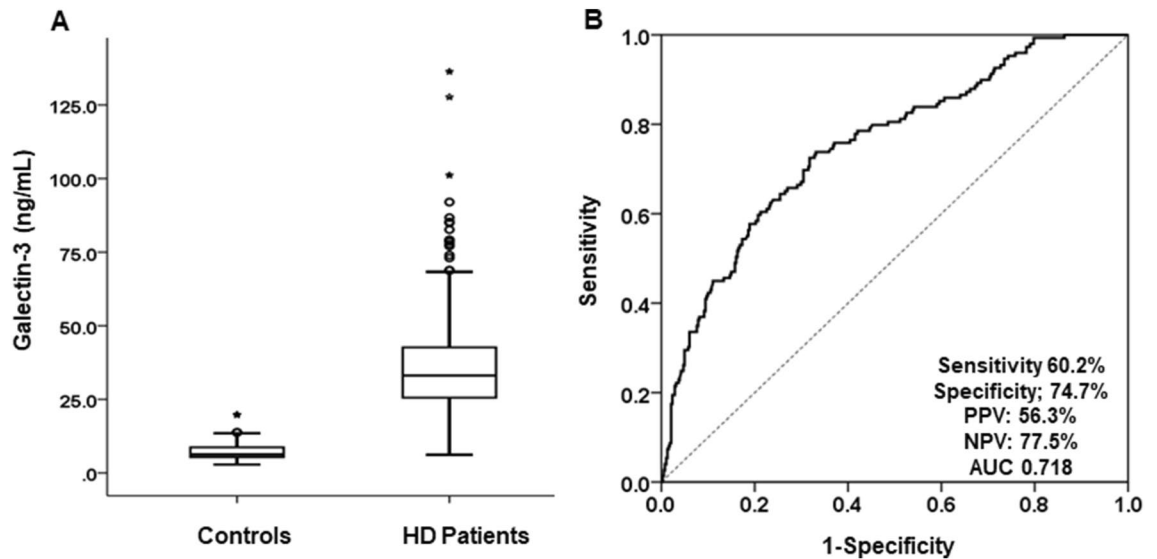 A
Galectin-3 (ng/mL)
125.0
100.0
75.0
50.0
25.0
.0
Controls
HD Patients
B
Sensitivity
1.0
0.8
0.6
0.4
0.2
0.0
Sensitivity 60.2%
Specificity; 74.7%
PPV: 56.3%
NPV: 77.5%
AUC 0.718
0.0
0.2
0.4
0.6
0.8
1.0
1-Specificity